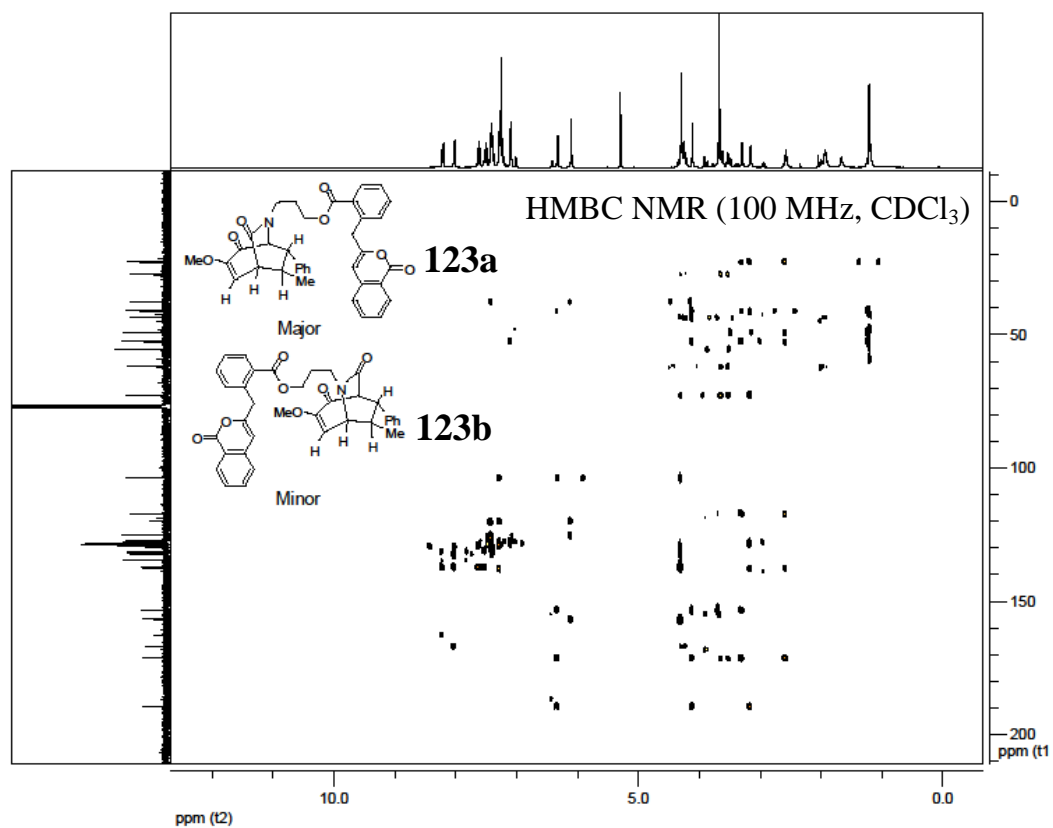 HMBC NMR (100 MHz, CDCl3)
O
N
O
O
O
O
H
H
MeO
Ph
Me
H
H
O
O
123a
Major
O
O
O
N
O
H
H
MeO
Ph
Me
H
H
O
O
123b
Minor
0
50
100
150
200
ppm (t1
10.0
5.0
0.0
ppm (t2)